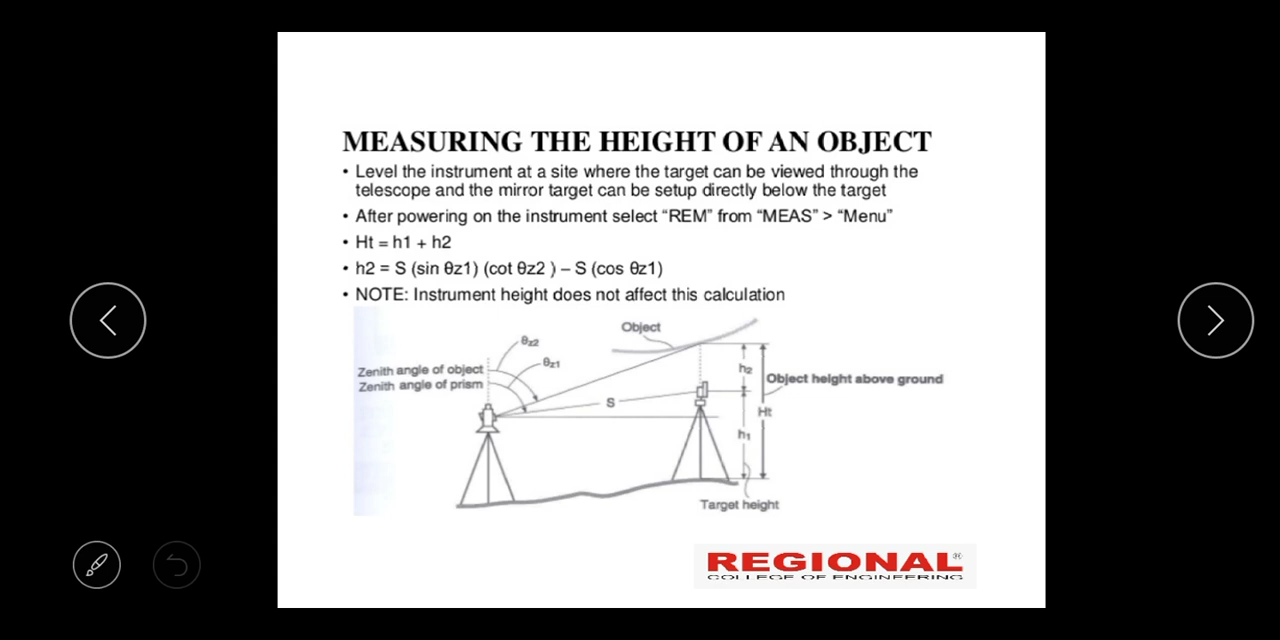 MEASURING THE HEIGHT OF AN OBJECT
• Level the instrument at a site where the target can be viewed through the
telescope and the mirror target can be setup directly below the target
• After powering on the instrument select “REM” from “MEAS” > “Menu”
• Ht = h1 + h2
• h2 = S (sin θz1) (cot θz2 ) – S (cos θz1)
• NOTE: Instrument height does not affect this calculation
Object
θz2
θz1
Zenith angle of object
Zenith angle of prism
h2
Object height above ground
S
Ht
h1
Target height
REGIONAL®
COLLEGE OF ENGINEERING